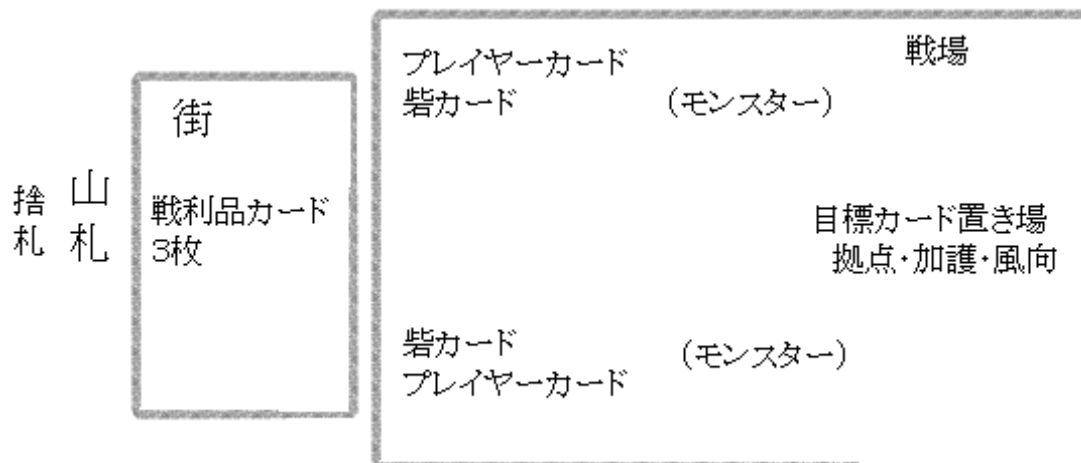 捨札
山札
街
戦利品カード
3枚
戦場
プレイヤーカード
砦カード
(モンスター)
目標カード置き場
拠点・加護・風向
砦カード
プレイヤーカード
(モンスター)